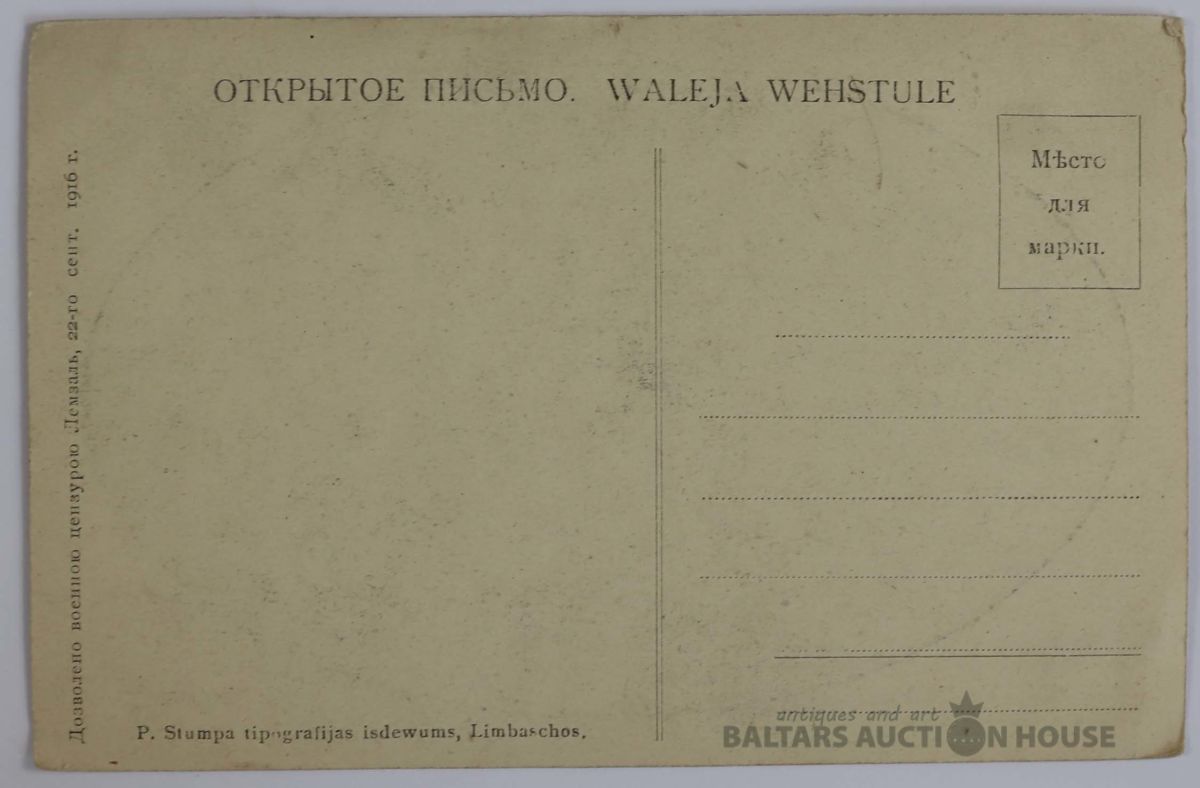 ОТКРЫТОЕ ПИСЬМО. WALEJA WEHSTULE
Мѣсто
для
марки.
Дозволено военною цензурою Лемзаль, 22-го сент. 1916 г.
P. Stumpa tipografijas isdewums, Limbaschos.
antiques and art
BALTARS AUCTION HOUSE